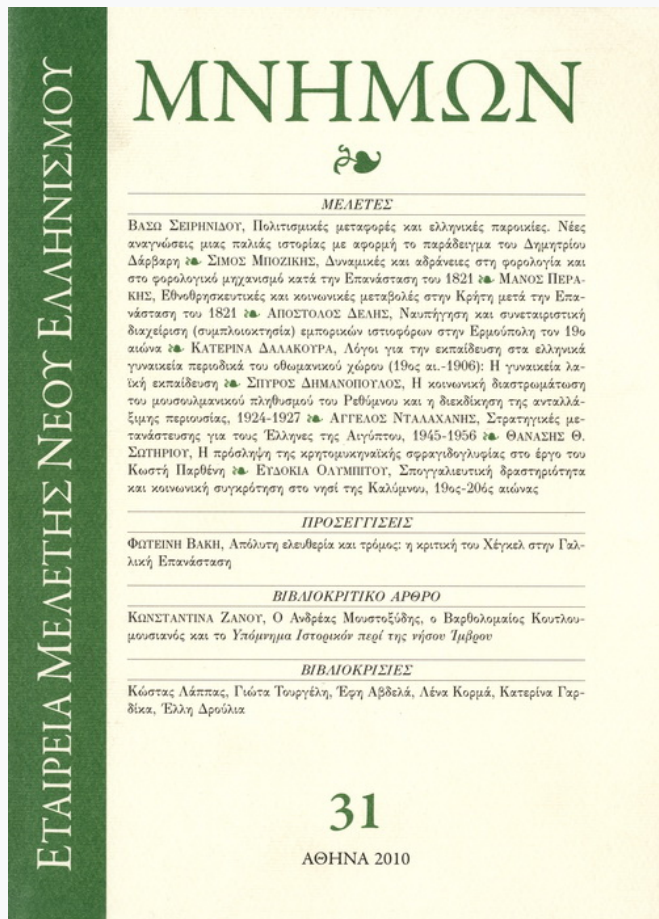 ΕΤΑΙΡΕΙΑ ΜΕΛΕΤΗΣ ΝΕΟΥ ΕΛΛΗΝΙΣΜΟΥ
ΜΝΗΜΩΝ
ΜΕΛΕΤΕΣ
ΒΑΣΩ ΣΕΙΡΗΝΙΔΟΥ, Πολιτισμικές μεταφορές και ελληνικές παροικίες. Νέες
αναγνώσεις μιας παλιάς ιστορίας με αφορμή το παράδειγμα του Δημητρίου
Δάρβαρη ❧ ΣΙΜΟΣ ΜΠΟΖΙΚΗΣ, Δυναμικές και αδράνειες στη φορολογία και
στο φορολογικό μηχανισμό κατά την Επανάσταση του 1821 ❧ ΜΑΝΟΣ ΠΕΡΑ-
ΚΗΣ, Εθνοθρησκευτικές και κοινωνικές μεταβολές στην Κρήτη μετά την Επα-
νάσταση του 1821 ❧ ΑΠΟΣΤΟΛΟΣ ΔΕΛΗΣ, Ναυπήγηση και συνεταιριστική
διαχείριση (συμπλοιοκτησία) εμπορικών ιστιοφόρων στην Ερμούπολη τον 19ο
αιώνα ❧ ΚΑΤΕΡΙΝΑ ΔΑΛΑΚΟΥΡΑ, Λόγοι για την εκπαίδευση στα ελληνικά
γυναικεία περιοδικά του οθωμανικού χώρου (19ος αι.-1906): Η γυναικεία λα-
ϊκή εκπαίδευση ❧ ΣΠΥΡΟΣ ΔΗΜΑΝΟΠΟΥΛΟΣ, Η κοινωνική διαστρωμάτωση
του μουσουλμανικού πληθυσμού του Ρεθύμνου και η διεκδίκηση της ανταλλά-
ξιμης περιουσίας, 1924-1927 ❧ ΑΓΓΕΛΟΣ ΝΤΑΛΑΧΑΝΗΣ, Στρατηγικές με-
τανάστευσης για τους Έλληνες της Αιγύπτου, 1945-1956 ❧ ΘΑΝΑΣΗΣ Θ.
ΣΩΤΗΡΙΟΥ, Η πρόσληψη της κρητομυκηναϊκής σφραγιδογλυφίας στο έργο του
Κωστή Παρθένη ❧ ΕΥΔΟΚΙΑ ΟΛΥΜΠΙΤΟΥ, Σπογγαλιευτική δραστηριότητα
και κοινωνική συγκρότηση στο νησί της Καλύμνου, 19ος-20ός αιώνας
ΠΡΟΣΕΓΓΙΣΕΙΣ
ΦΩΤΕΙΝΗ ΒΑΚΗ, Απόλυτη ελευθερία και τρόμος: η κριτική του Χέγκελ στην Γαλ-
λική Επανάσταση
ΒΙΒΛΙΟΚΡΙΤΙΚΟ ΑΡΘΡΟ
ΚΩΝΣΤΑΝΤΙΝΑ ΖΑΝΟΥ, Ο Ανδρέας Μουστοξύδης, ο Βαρθολομαίος Κουτλου-
μουσιανός και το Υπόμνημα Ιστορικόν περί της νήσου Ίμβρου
ΒΙΒΛΙΟΚΡΙΣΙΕΣ
Κώστας Λάππας, Γιώτα Τουργέλη, Έφη Αβδελά, Λένα Κορμά, Κατερίνα Γαρ-
δίκα, Έλλη Δρούλια
31
ΑΘΗΝΑ 2010